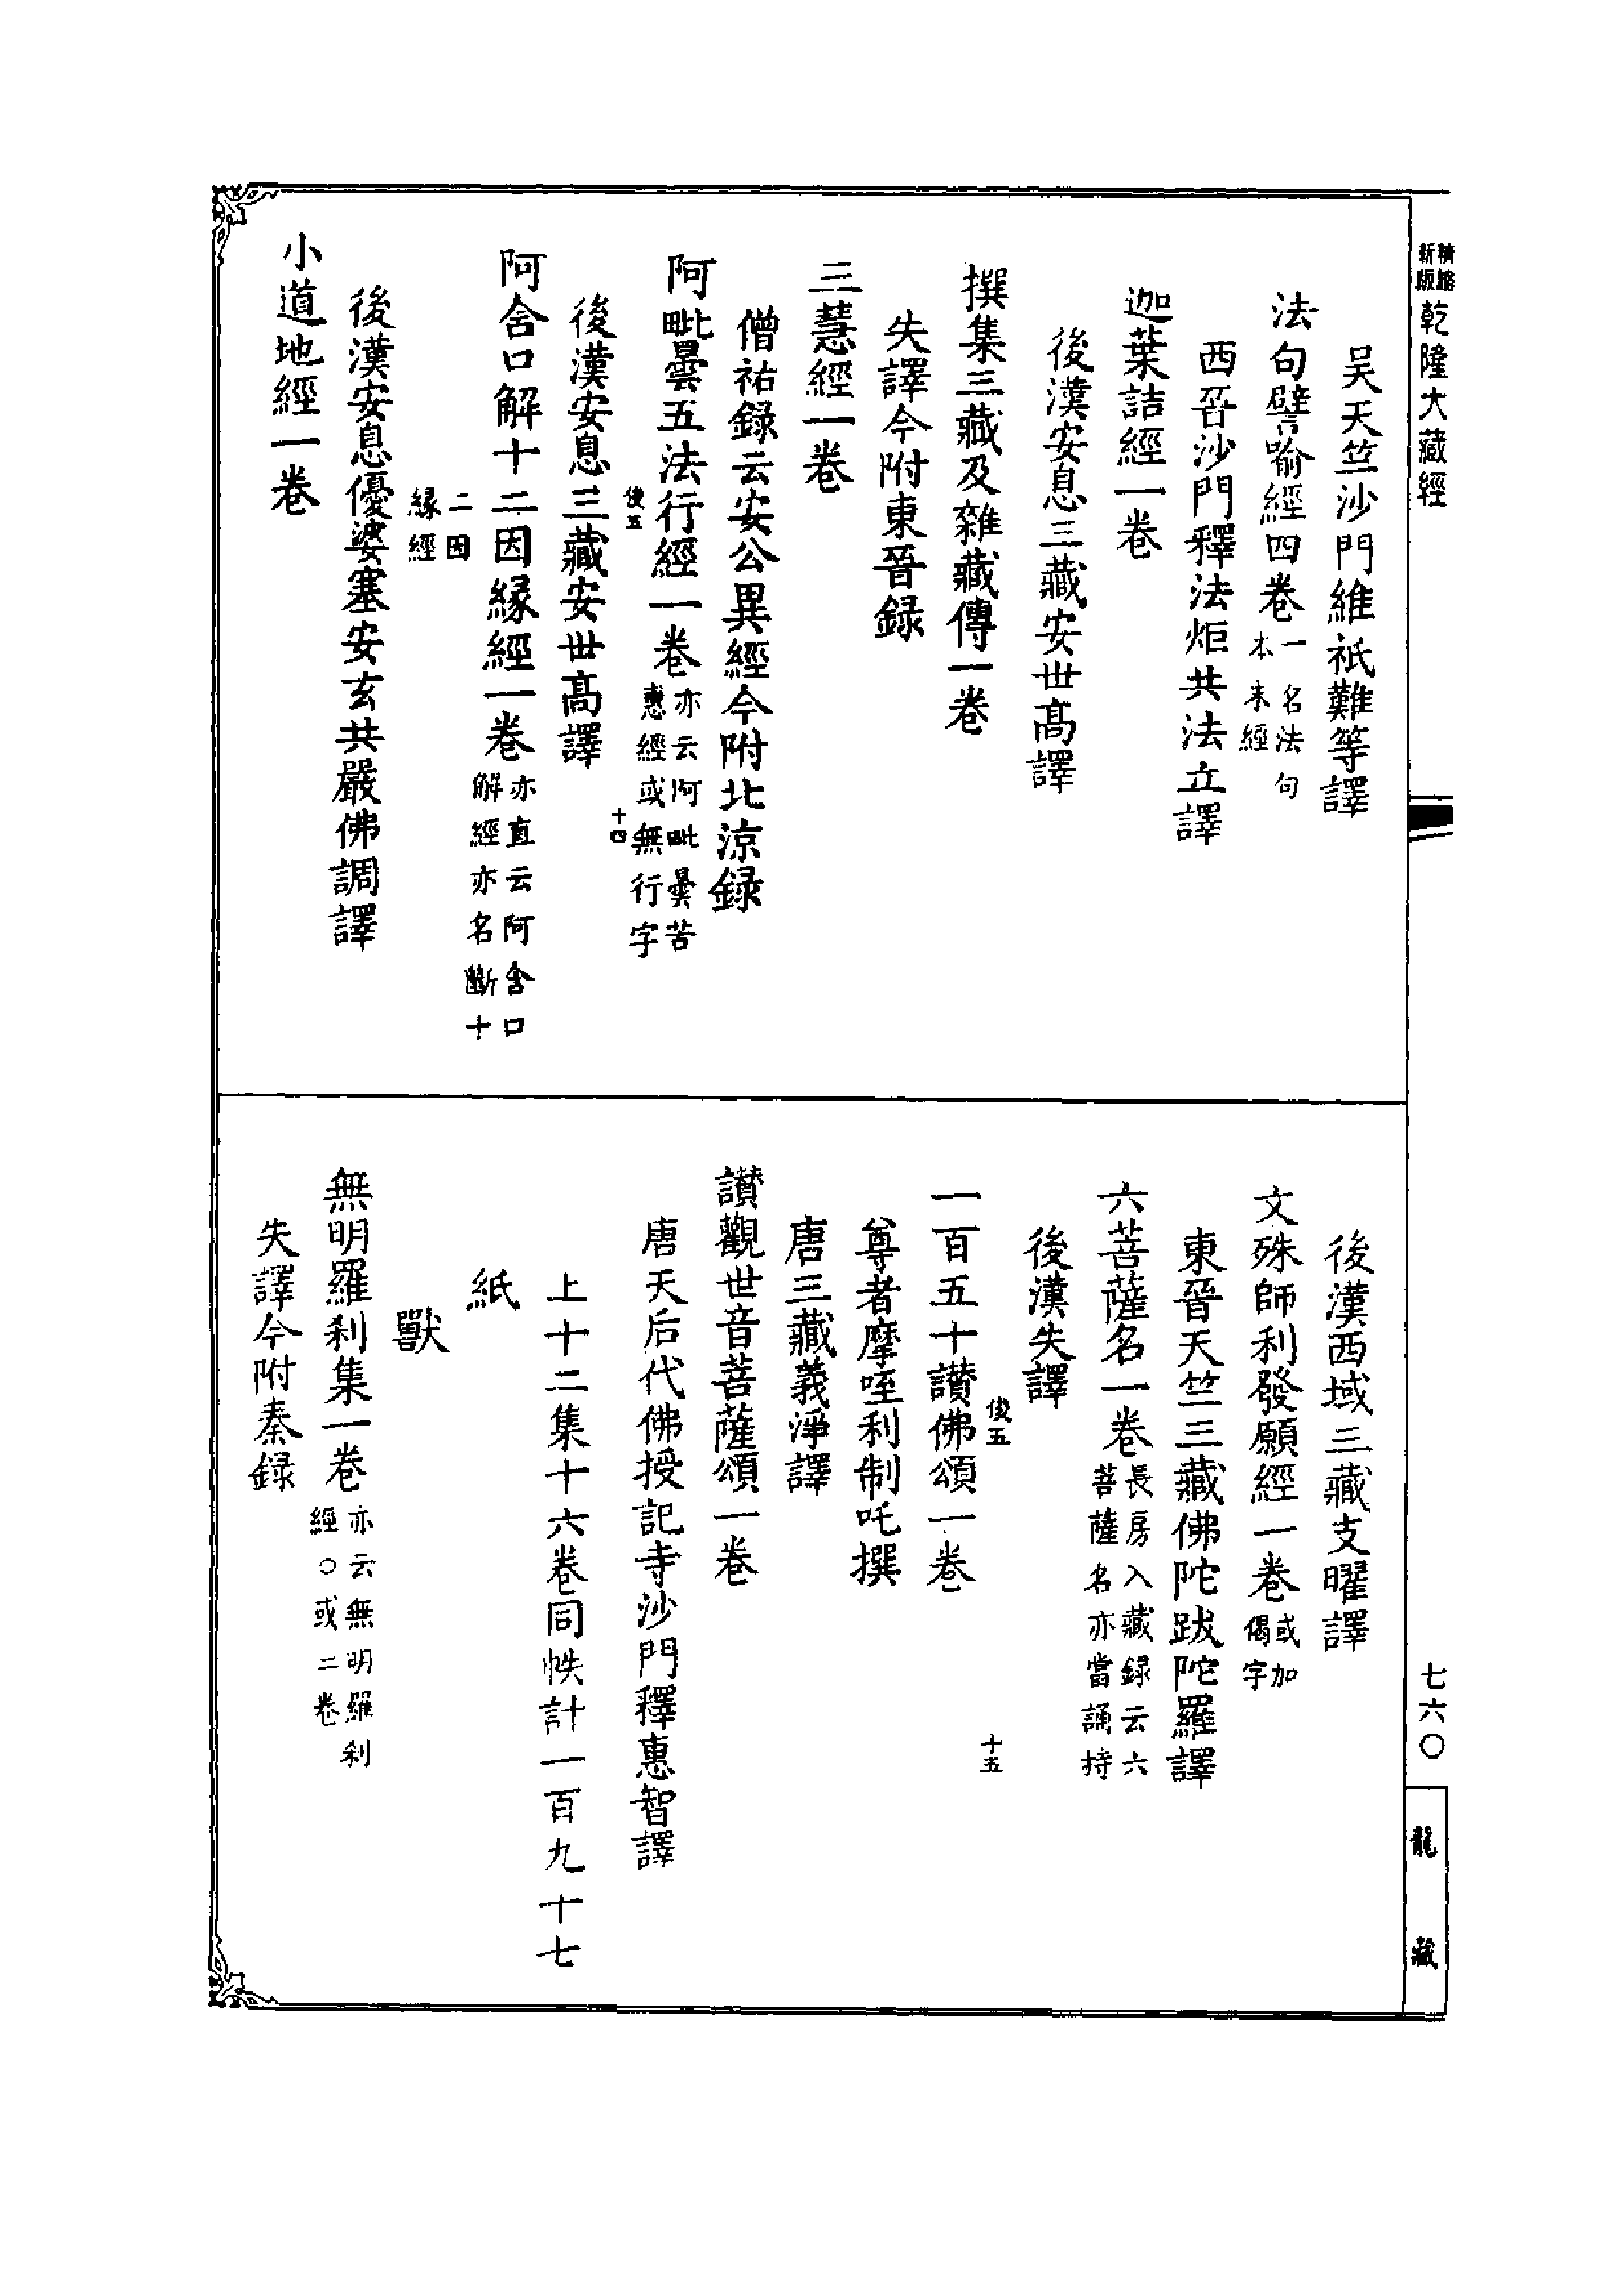 精縮
新版
乾隆大藏經
吴天竺沙門維祇難等譯
法句譬喻經四卷
一名法句
本末經
西晉沙門釋法炬共法立譯
迦葉詰經一卷
後漢安息三藏安世高譯
撰集三藏及雜藏傳一卷
失譯今附東晉録
三慧經一卷
僧祐録云安公異經今附北凉録
阿毗曇五法行經一卷
亦云阿毗曇苦
慧經或無行字
俊五
十四
後漢安息三藏安世高譯
阿含口解十二因緣經一卷
亦直云阿含口
解經亦名斷十
二因
緣經
後漢安息優婆塞安玄共嚴佛調譯
小道地經一卷
後漢西域三藏支曜譯
文殊師利發願經一卷
或加
偈字
東晉天竺三藏佛陀跋陀羅譯
六菩薩名一卷
長房入藏録云六
菩薩名亦當誦持
後漢失譯
俊五
十五
一百五十讃佛頌一卷
尊者摩咥利制吒撰
唐三藏義淨譯
讃觀世音菩薩頌一卷
唐天后代佛授記寺沙門釋惠智譯
上十二集十六卷同帙計一百九十七
紙
獸
無明羅刹集一卷
亦云無明羅刹
經○或二卷
失譯今附秦録
七六〇
龍藏